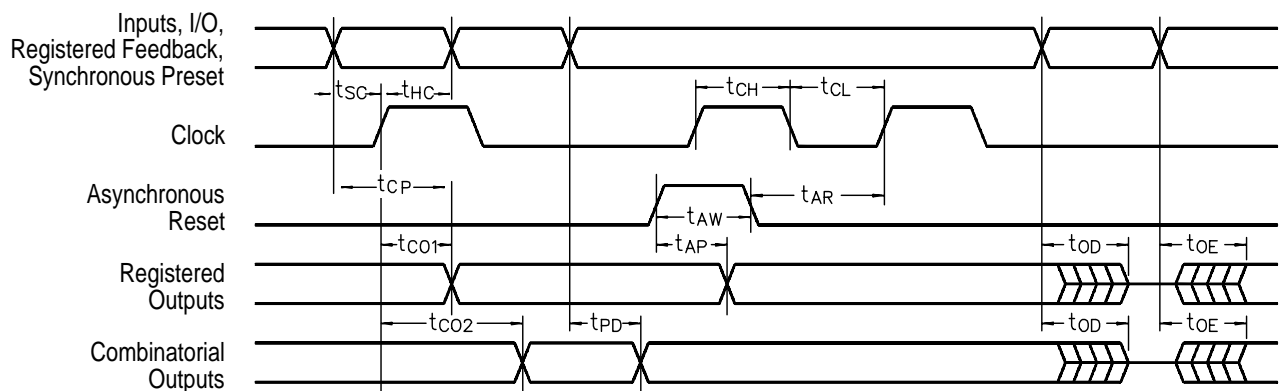 Inputs, I/O,
Registered Feedback,
Synchronous Preset
tSC
tHC
tCH
tCL
Clock
tCP
Asynchronous
Reset
tAR
tAW
tCO1
tAP
tOD
tOE
Registered
Outputs
tCO2
tPD
tOD
tOE
Combinatorial
Outputs